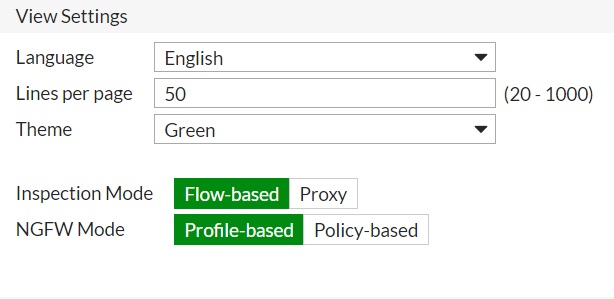 View Settings
Language English
Lines per page 50 (20 - 1000)
Theme Green
Inspection Mode Flow-based Proxy
NGFW Mode Profile-based Policy-based